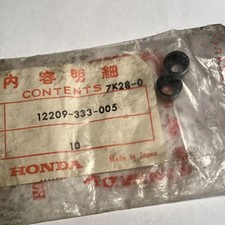 内容明細
CONTENTS 7K28-0
12209-333-005
10
Made in Japan
HONDA